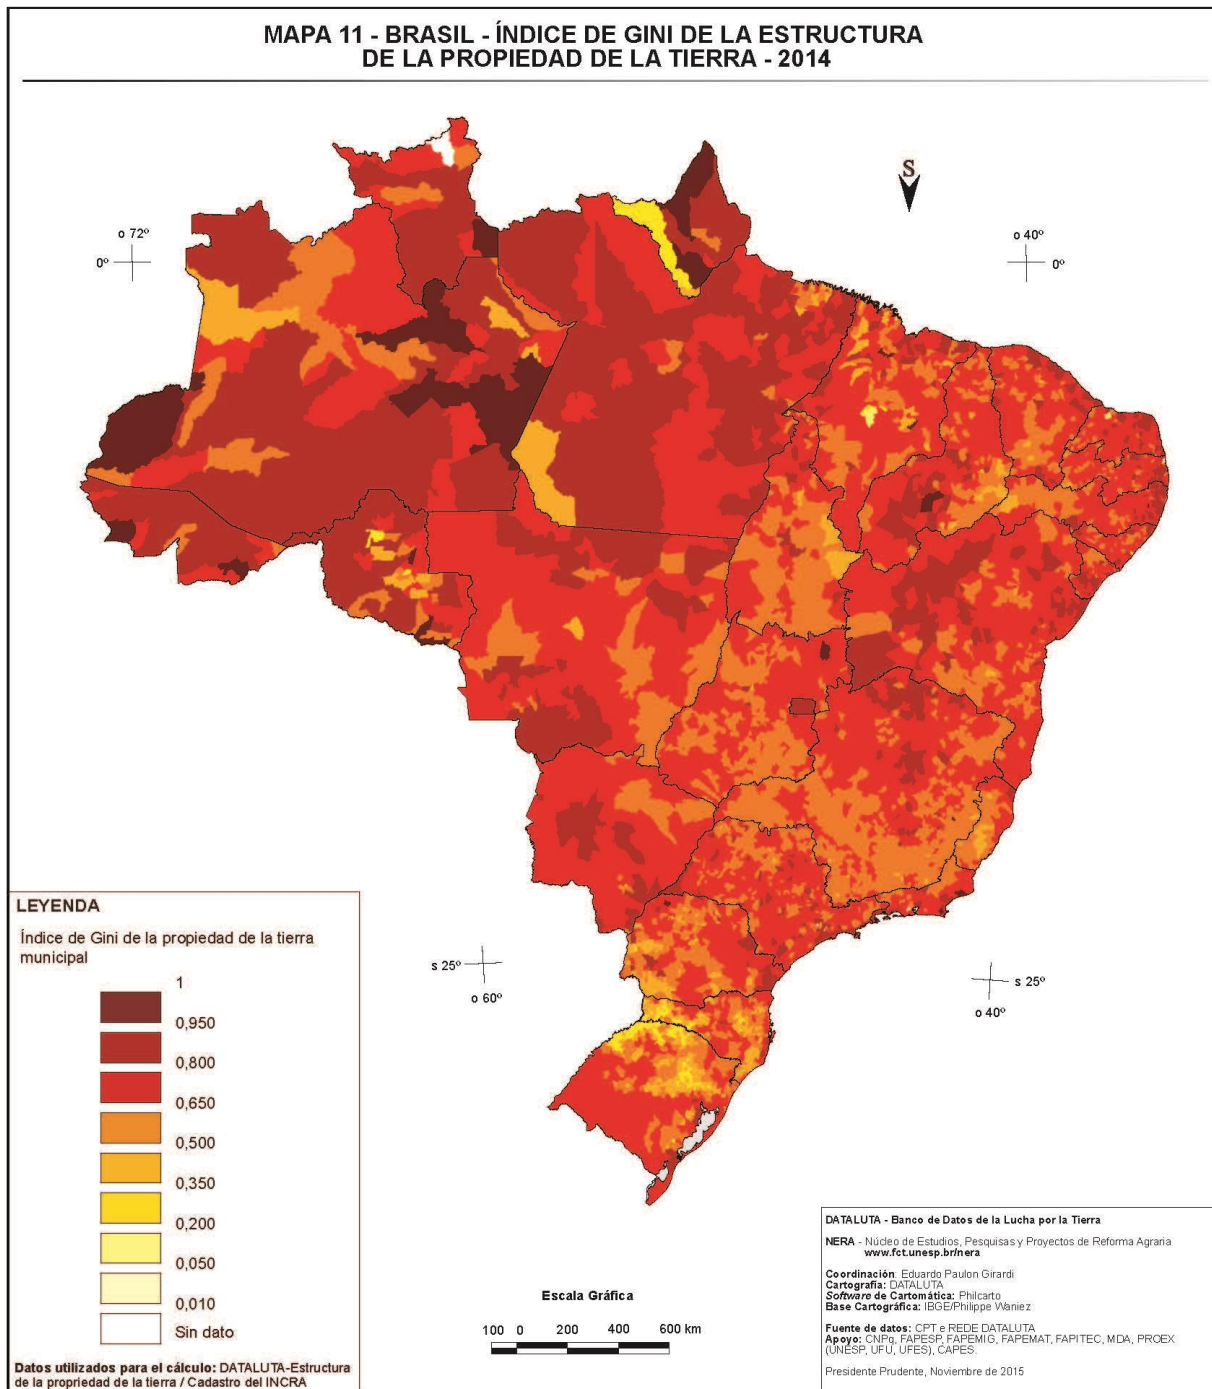 MAPA 11 - BRASIL - ÍNDICE DE GINI DE LA ESTRUCTURA
DE LA PROPIEDAD DE LA TIERRA - 2014
S
o 72º
0º
o 40º
0º
s 25º
o 60º
s 25º
o 40º
LEYENDA
Índice de Gini de la propiedad de la tierra
municipal
1
0,950
0,800
0,650
0,500
0,350
0,200
0,050
0,010
Sin dato
Datos utilizados para el cálculo: DATALUTA-Estructura
de la propiedad de la tierra / Cadastro del INCRA
Escala Gráfica
100 0 200 400 600 km
DATALUTA - Banco de Datos de la Lucha por la Tierra
NERA - Núcleo de Estudios, Pesquisas y Proyectos de Reforma Agraria
www.fct.unesp.br/nera
Coordinación: Eduardo Paulon Girardi
Cartografía: DATALUTA
Software de Cartomática: Philcarto
Base Cartográfica: IBGE/Philippe Waniez
Fuente de datos: CPT e REDE DATALUTA
Apoyo: CNPq, FAPESP, FAPEMIG, FAPEMAT, FAPITEC, MDA, PROEX
(UNESP, UFU, UFES), CAPES.
Presidente Prudente, Noviembre de 2015